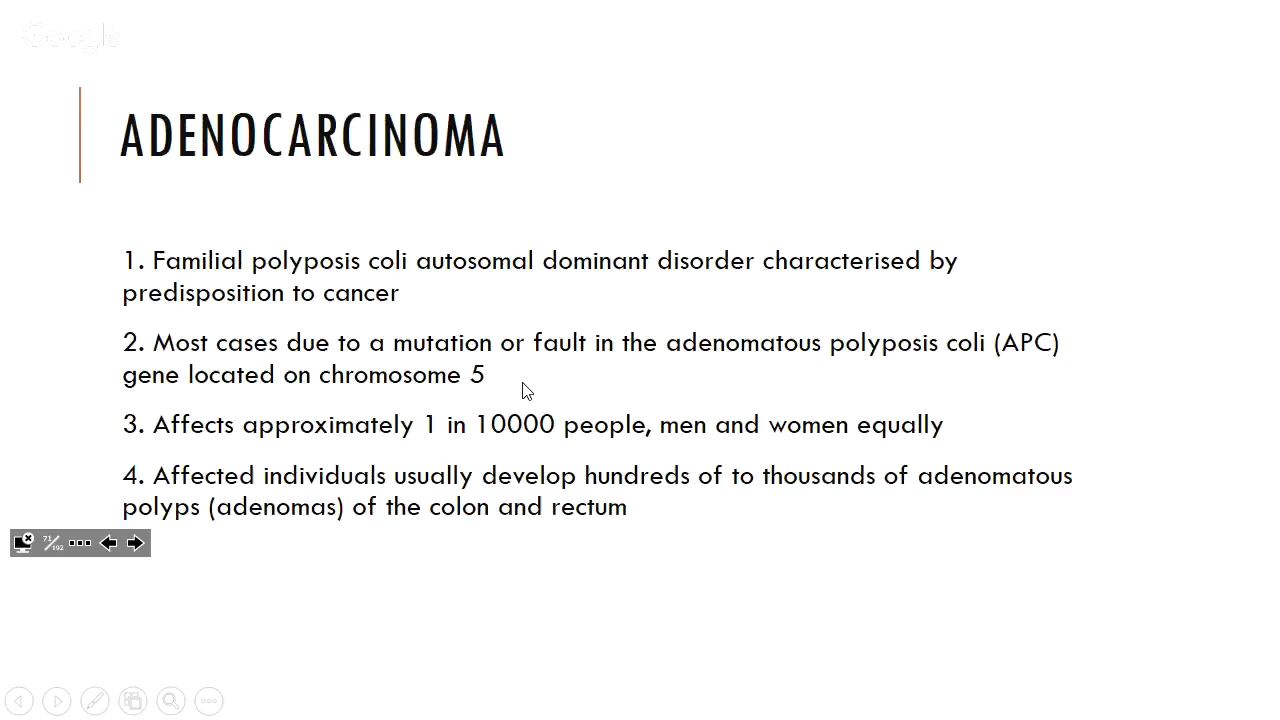 Google
ADENOCARCINOMA
1. Familial polyposis coli autosomal dominant disorder characterised by
predisposition to cancer
2. Most cases due to a mutation or fault in the adenomatous polyposis coli (APC)
gene located on chromosome 5
3. Affects approximately 1 in 10000 people, men and women equally
4. Affected individuals usually develop hundreds of to thousands of adenomatous
polyps (adenomas) of the colon and rectum
71/192